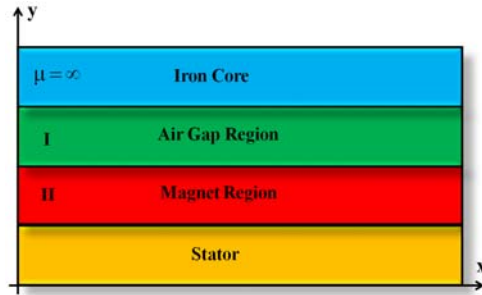 y
μ = ∞ Iron Core
I Air Gap Region
II Magnet Region
Stator
x